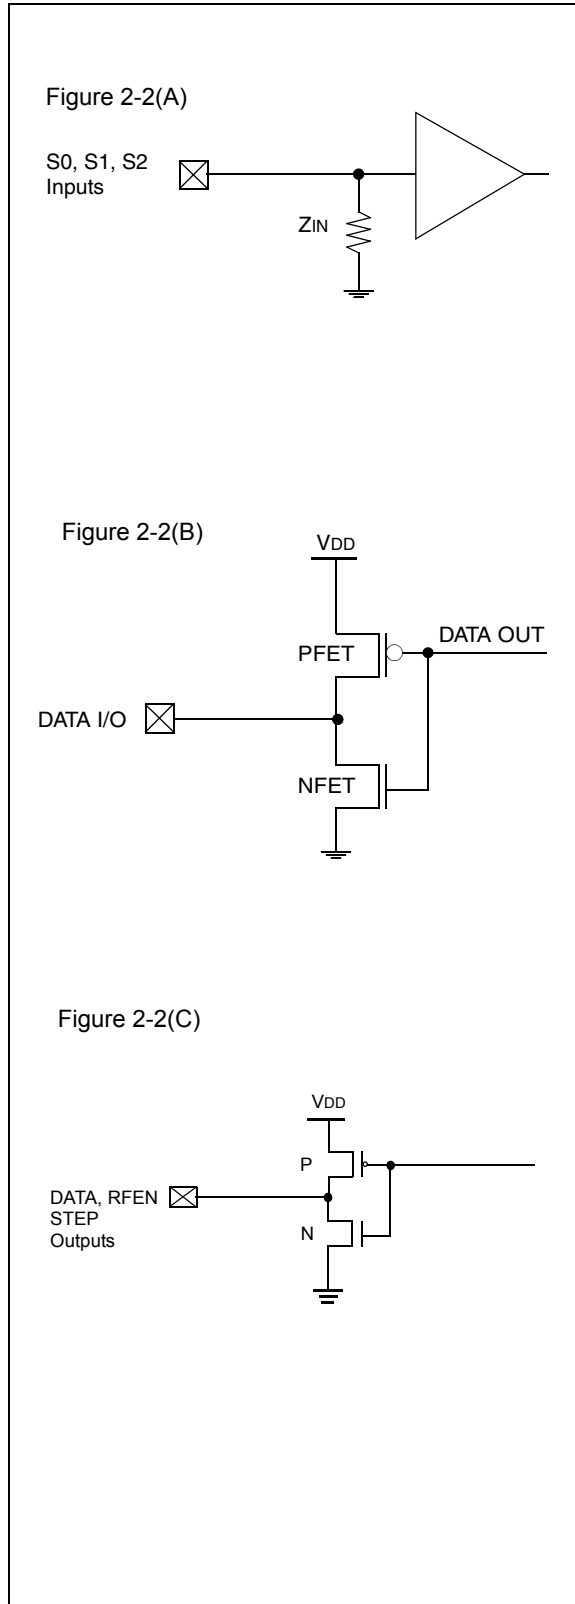 Figure 2-2(A)
S0, S1, S2
Inputs
ZIN
Figure 2-2(B)
VDD
DATA OUT
PFET
DATA I/O
NFET
Figure 2-2(C)
VDD
P
DATA, RFEN
STEP
Outputs
N